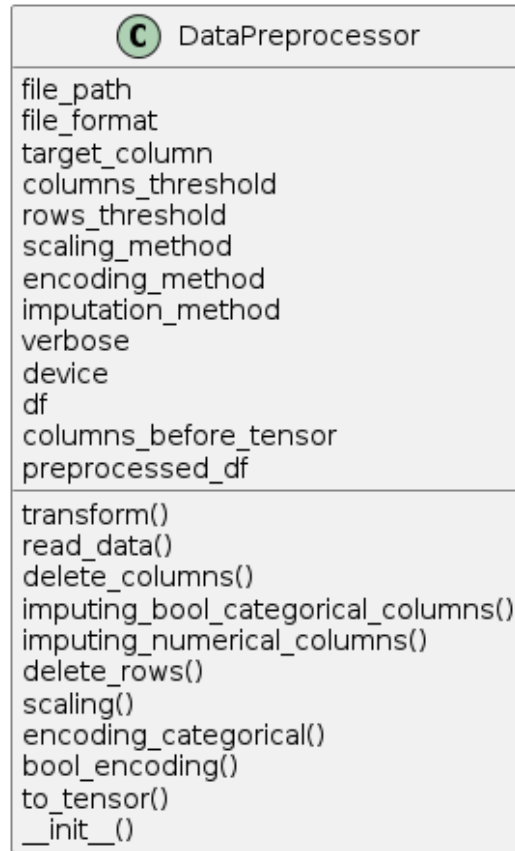 C DataPreprocessor
file_path
file_format
target_column
columns_threshold
rows_threshold
scaling_method
encoding_method
imputation_method
verbose
device
df
columns_before_tensor
preprocessed_df
transform()
read_data()
delete_columns()
imputing_bool_categorical_columns()
imputing_numerical_columns()
delete_rows()
scaling()
encoding_categorical()
bool_encoding()
to_tensor()
__init__()